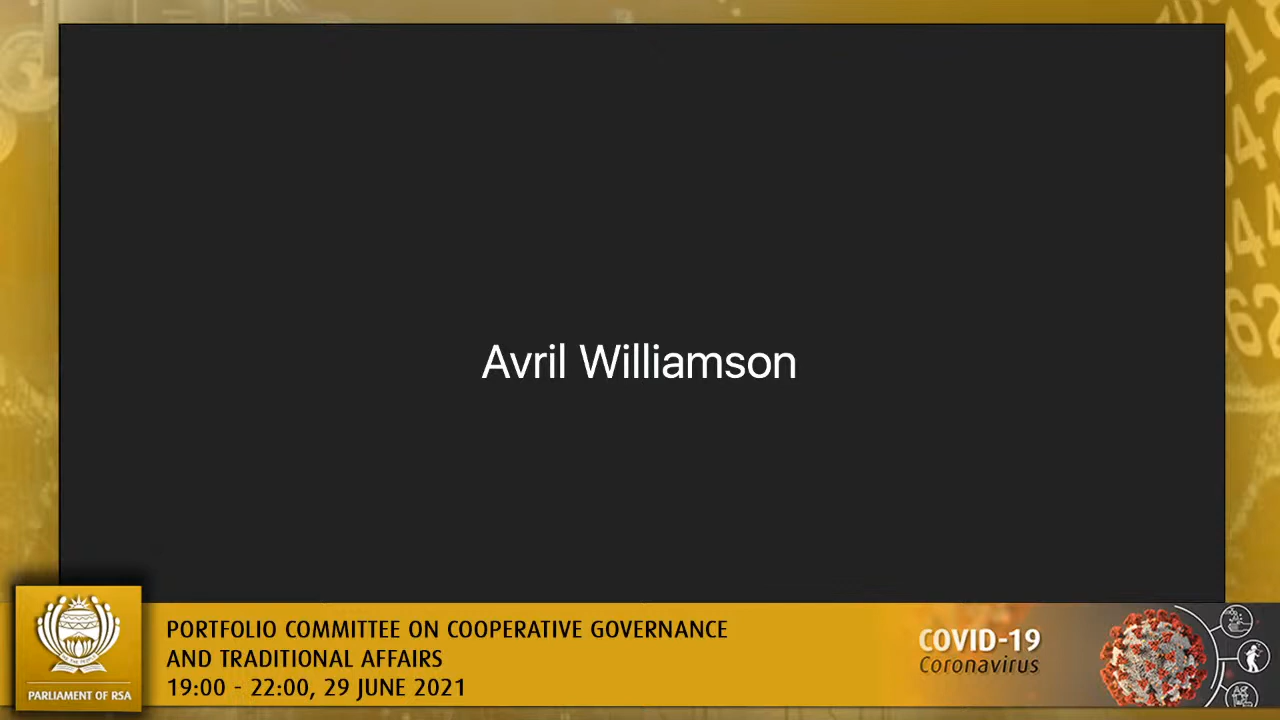 Avril Williamson
PARLIAMENT OF RSA
PORTFOLIO COMMITTEE ON COOPERATIVE GOVERNANCE
AND TRADITIONAL AFFAIRS
19:00 - 22:00, 29 JUNE 2021
COVID-19
Coronavirus